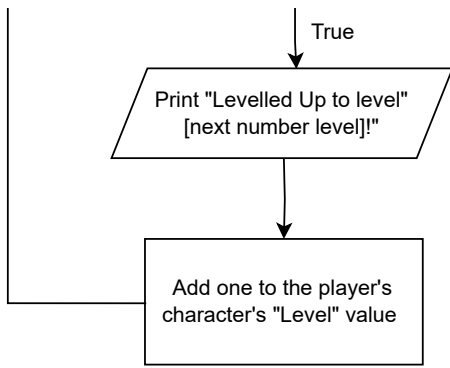 True
Print "Levelled Up to level"
[next number level]!"
Add one to the player's
character's "Level" value